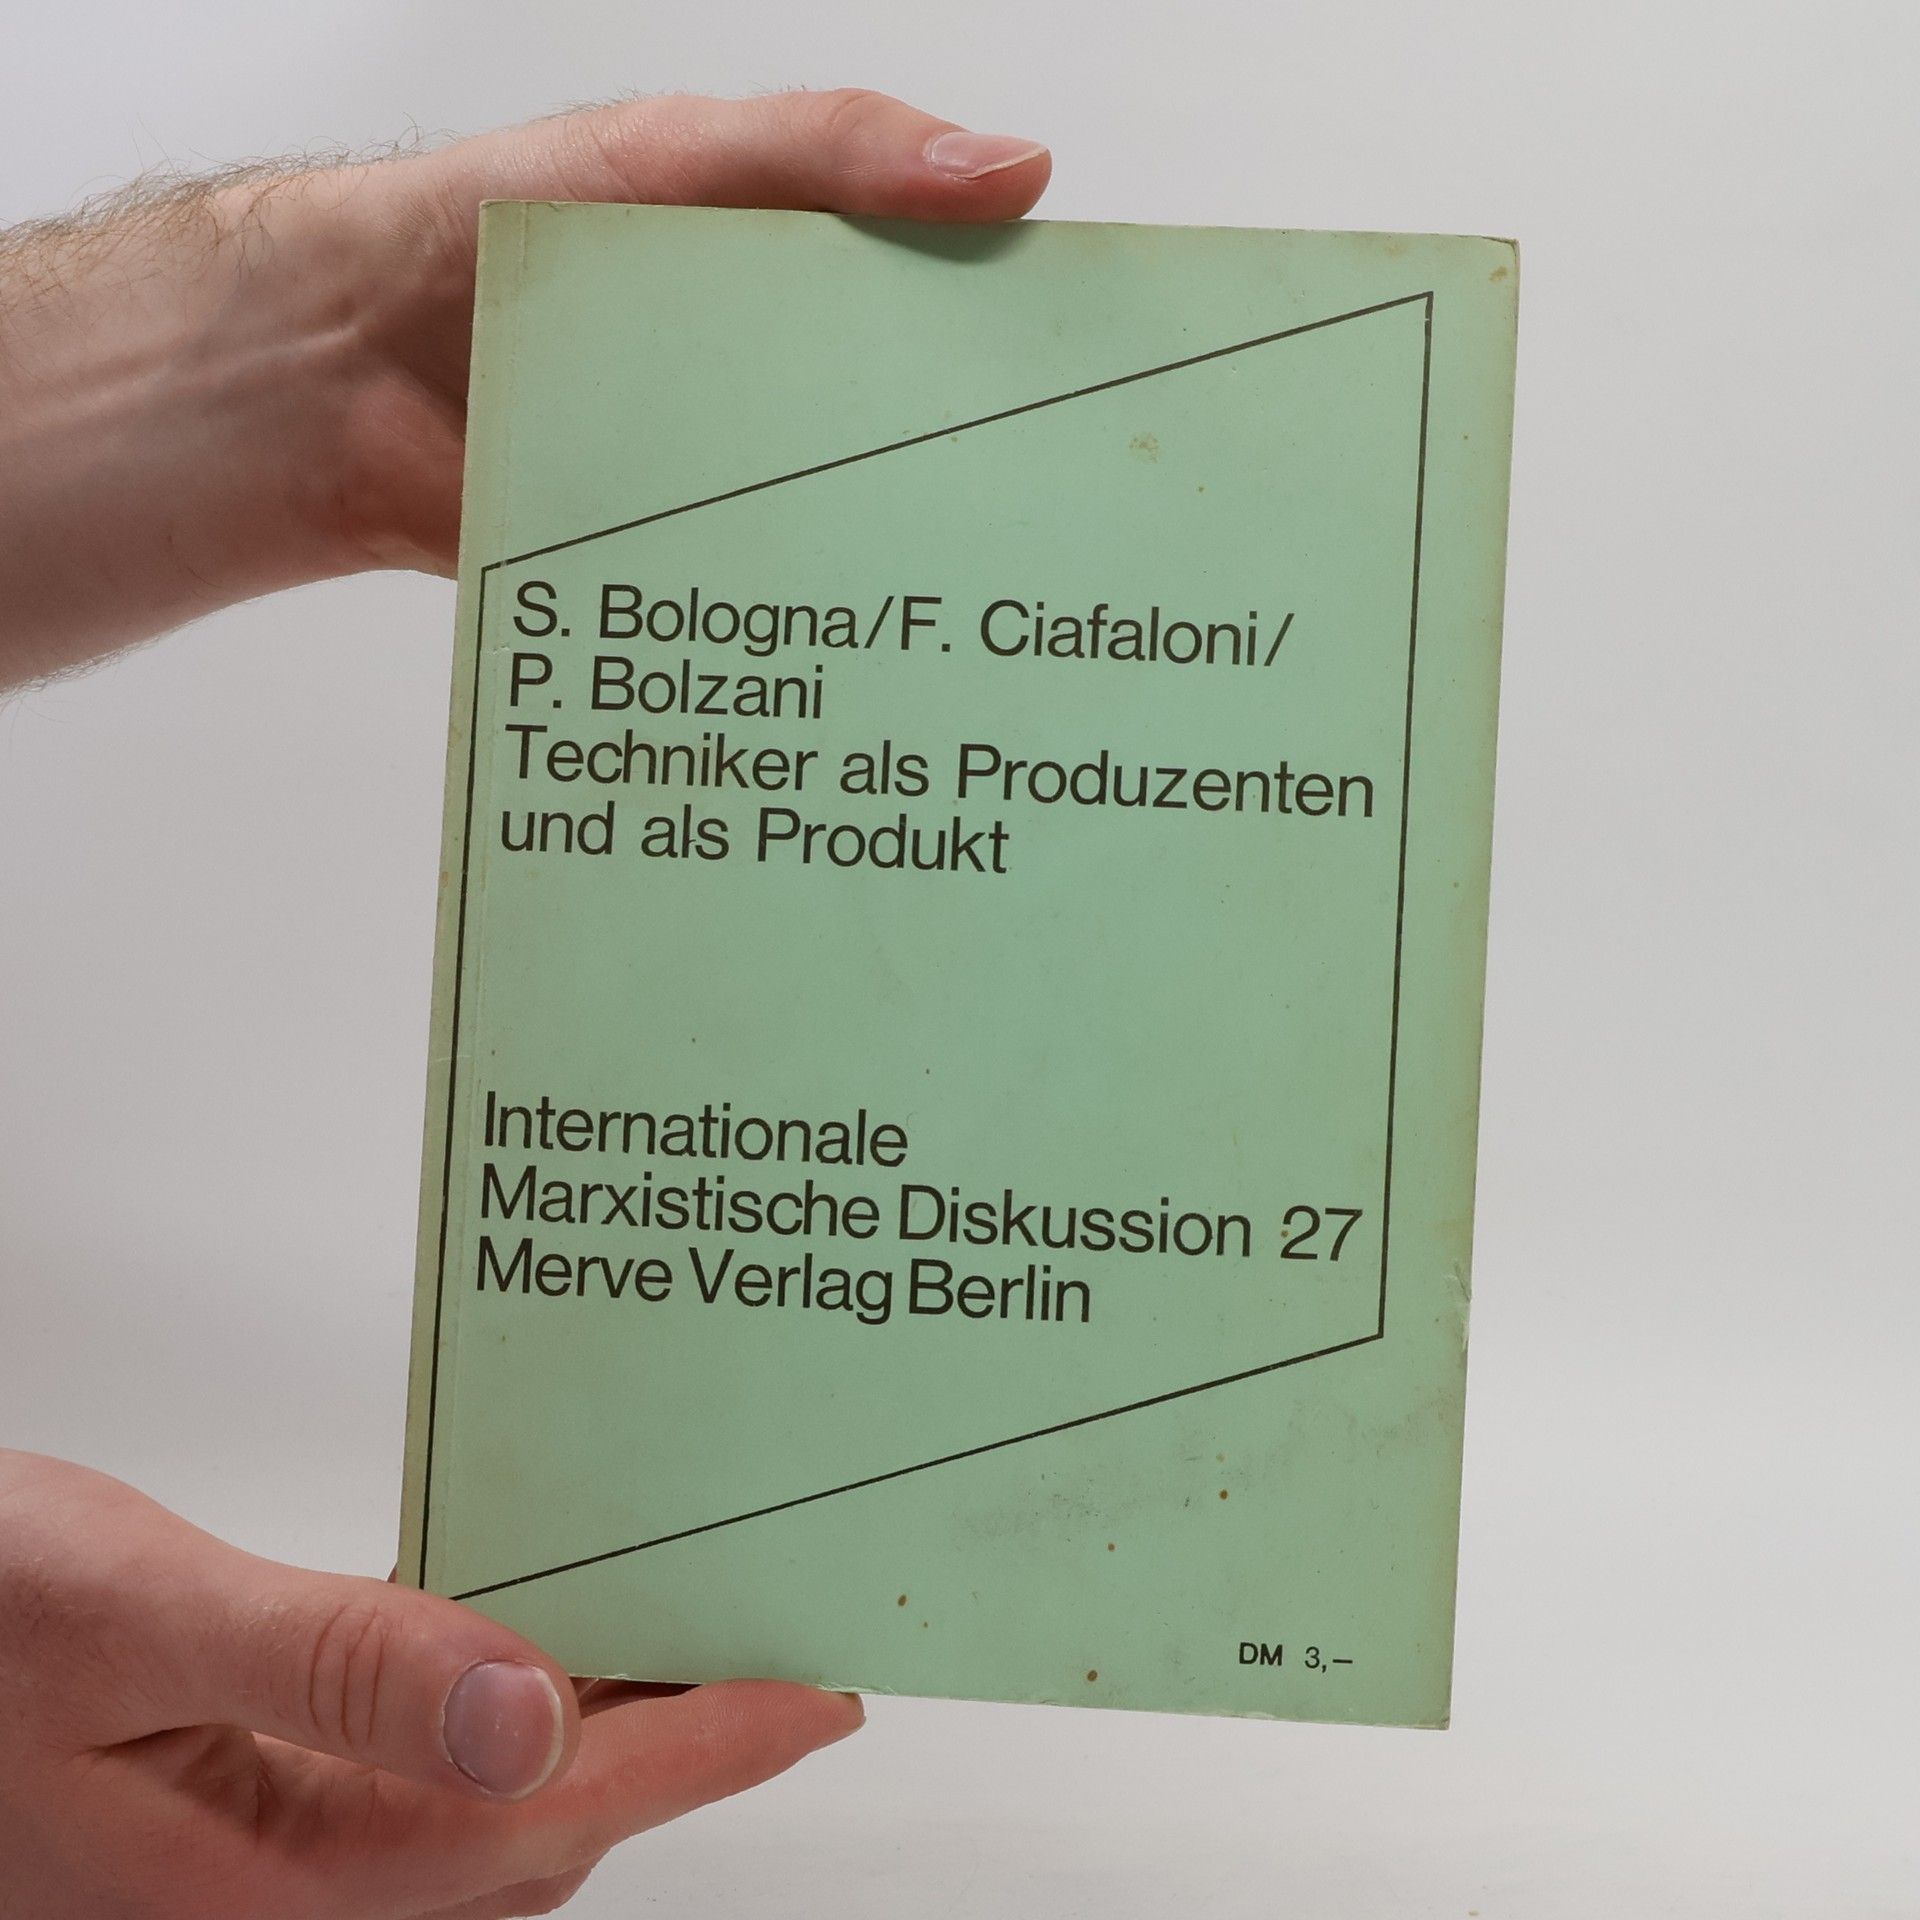 S. Bologna/F. Ciafaloni/
P. Bolzani
Techniker als Produzenten
und als Produkt
Internationale
Marxistische Diskussion 27
Merve Verlag Berlin
DM 3,–